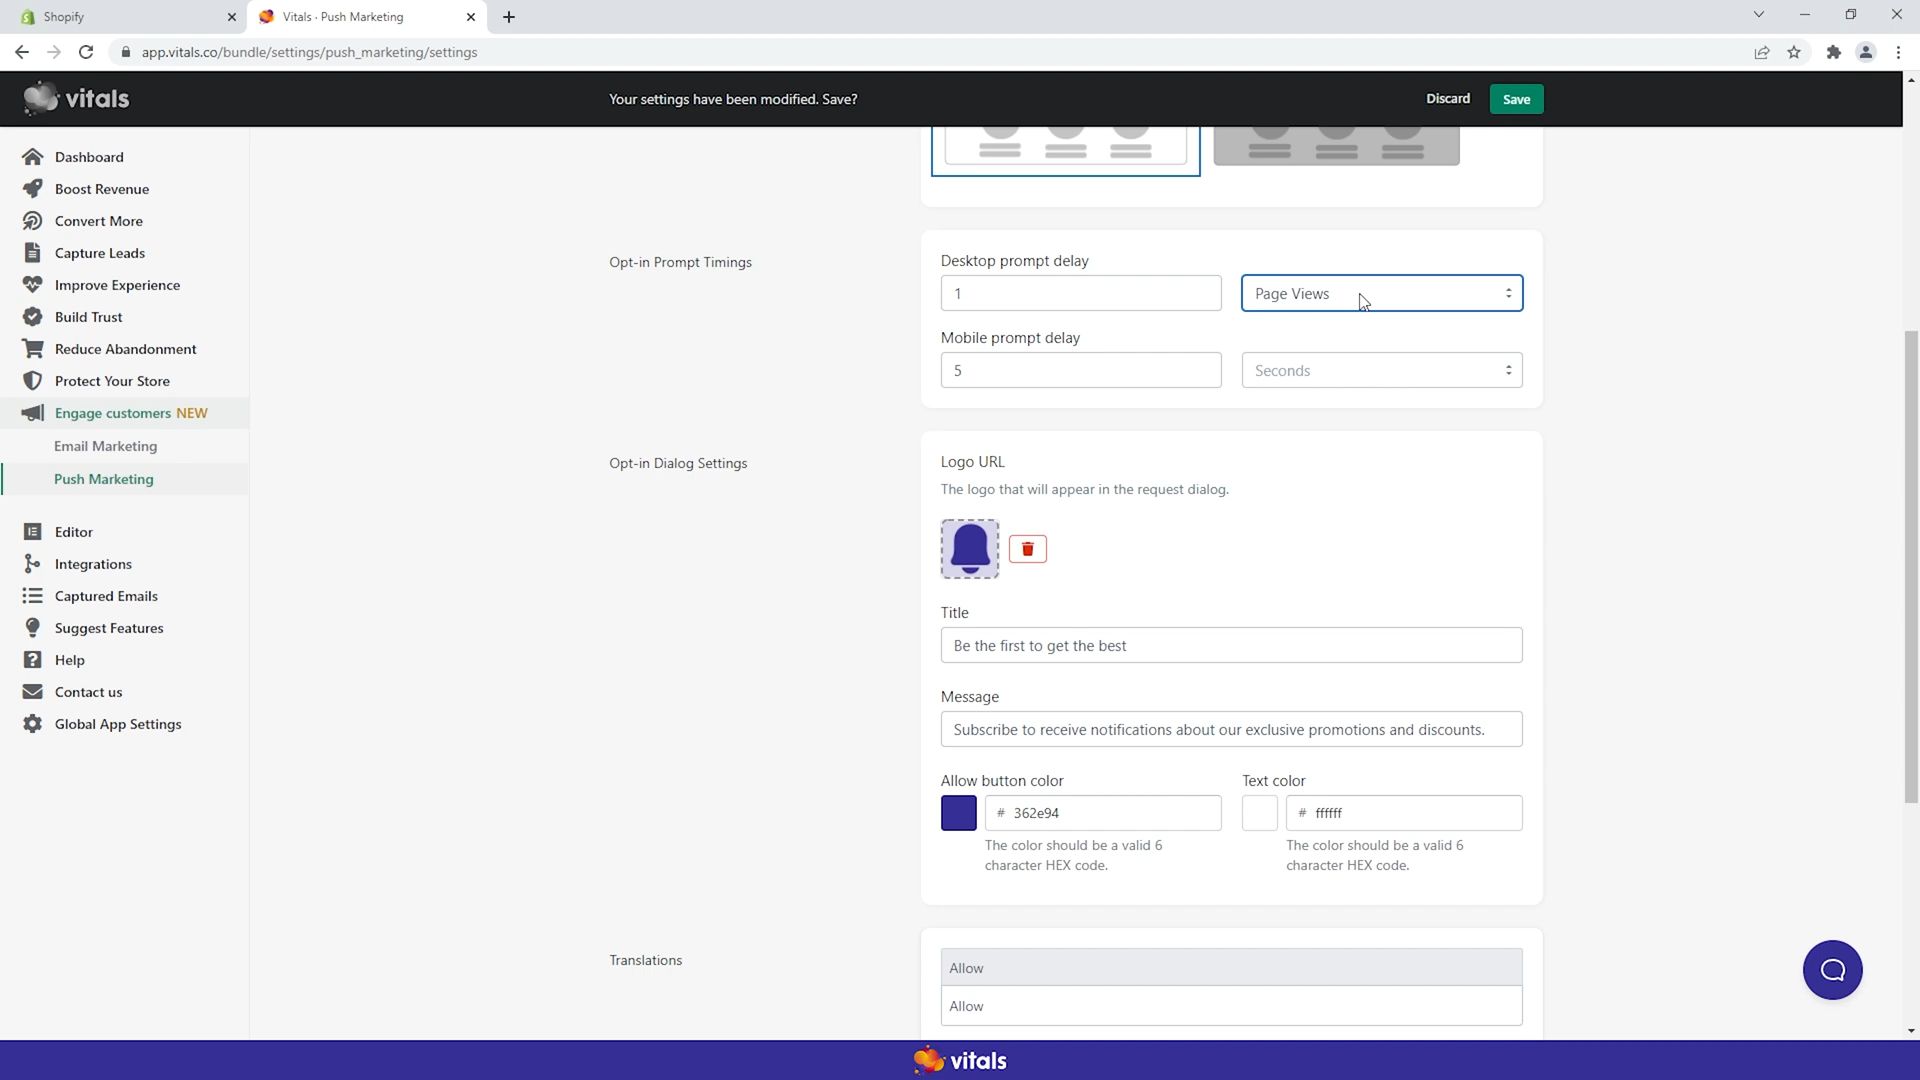 Shopify
Vitals · Push Marketing
app.vitals.co/bundle/settings/push_marketing/settings
vitals
Your settings have been modified. Save?
Discard
Save
Dashboard
Boost Revenue
Convert More
Capture Leads
Improve Experience
Build Trust
Reduce Abandonment
Protect Your Store
Engage customers NEW
Email Marketing
Push Marketing
Editor
Integrations
Captured Emails
Suggest Features
Help
Contact us
Global App Settings
Opt-in Prompt Timings
Desktop prompt delay
1
Page Views
Mobile prompt delay
5
Seconds
Opt-in Dialog Settings
Logo URL
The logo that will appear in the request dialog.
Title
Be the first to get the best
Message
Subscribe to receive notifications about our exclusive promotions and discounts.
Allow button color
# 362e94
The color should be a valid 6
character HEX code.
Text color
# ffffff
The color should be a valid 6
character HEX code.
Translations
Allow
Allow
vitals